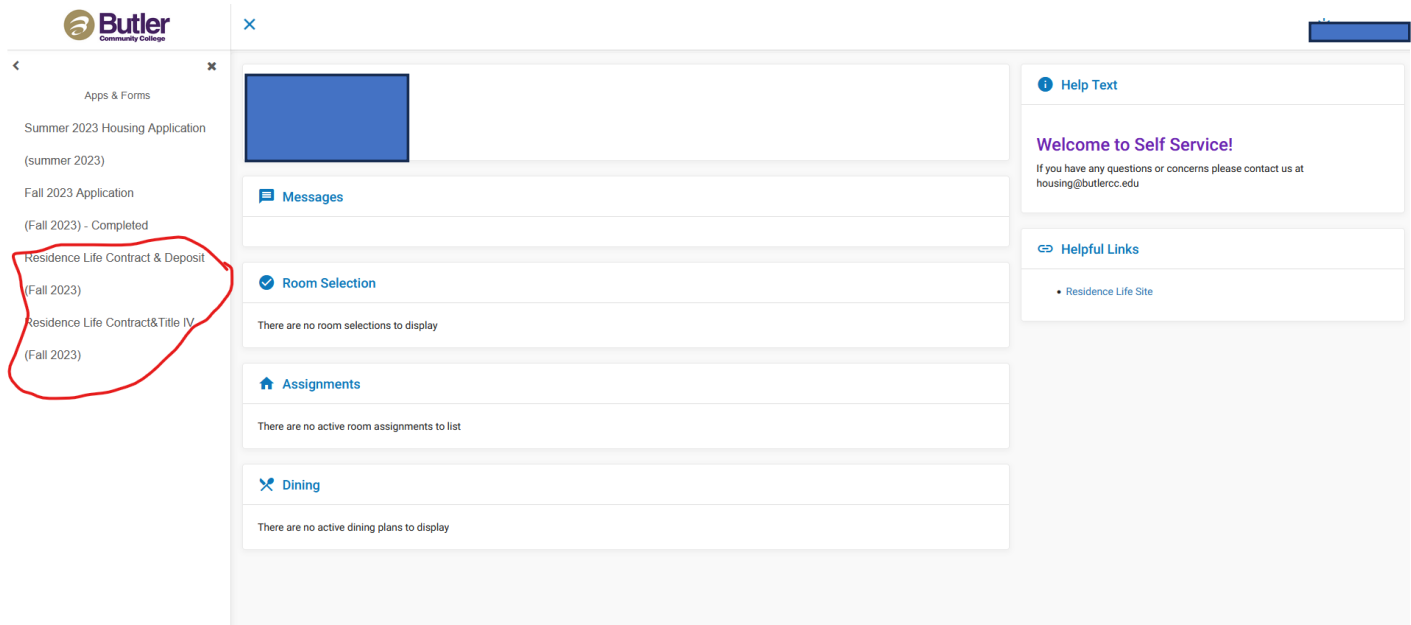 Butler
Community College
Apps & Forms
Summer 2023 Housing Application
(summer 2023)
Fall 2023 Application
(Fall 2023) - Completed
Residence Life Contract & Deposit
(Fall 2023)
Residence Life Contract&Title IV
(Fall 2023)
Messages
Room Selection
There are no room selections to display
Assignments
There are no active room assignments to list
Dining
There are no active dining plans to display
Help Text
Welcome to Self Service!
If you have any questions or concerns please contact us at
housing@butlercc.edu
Helpful Links
• Residence Life Site